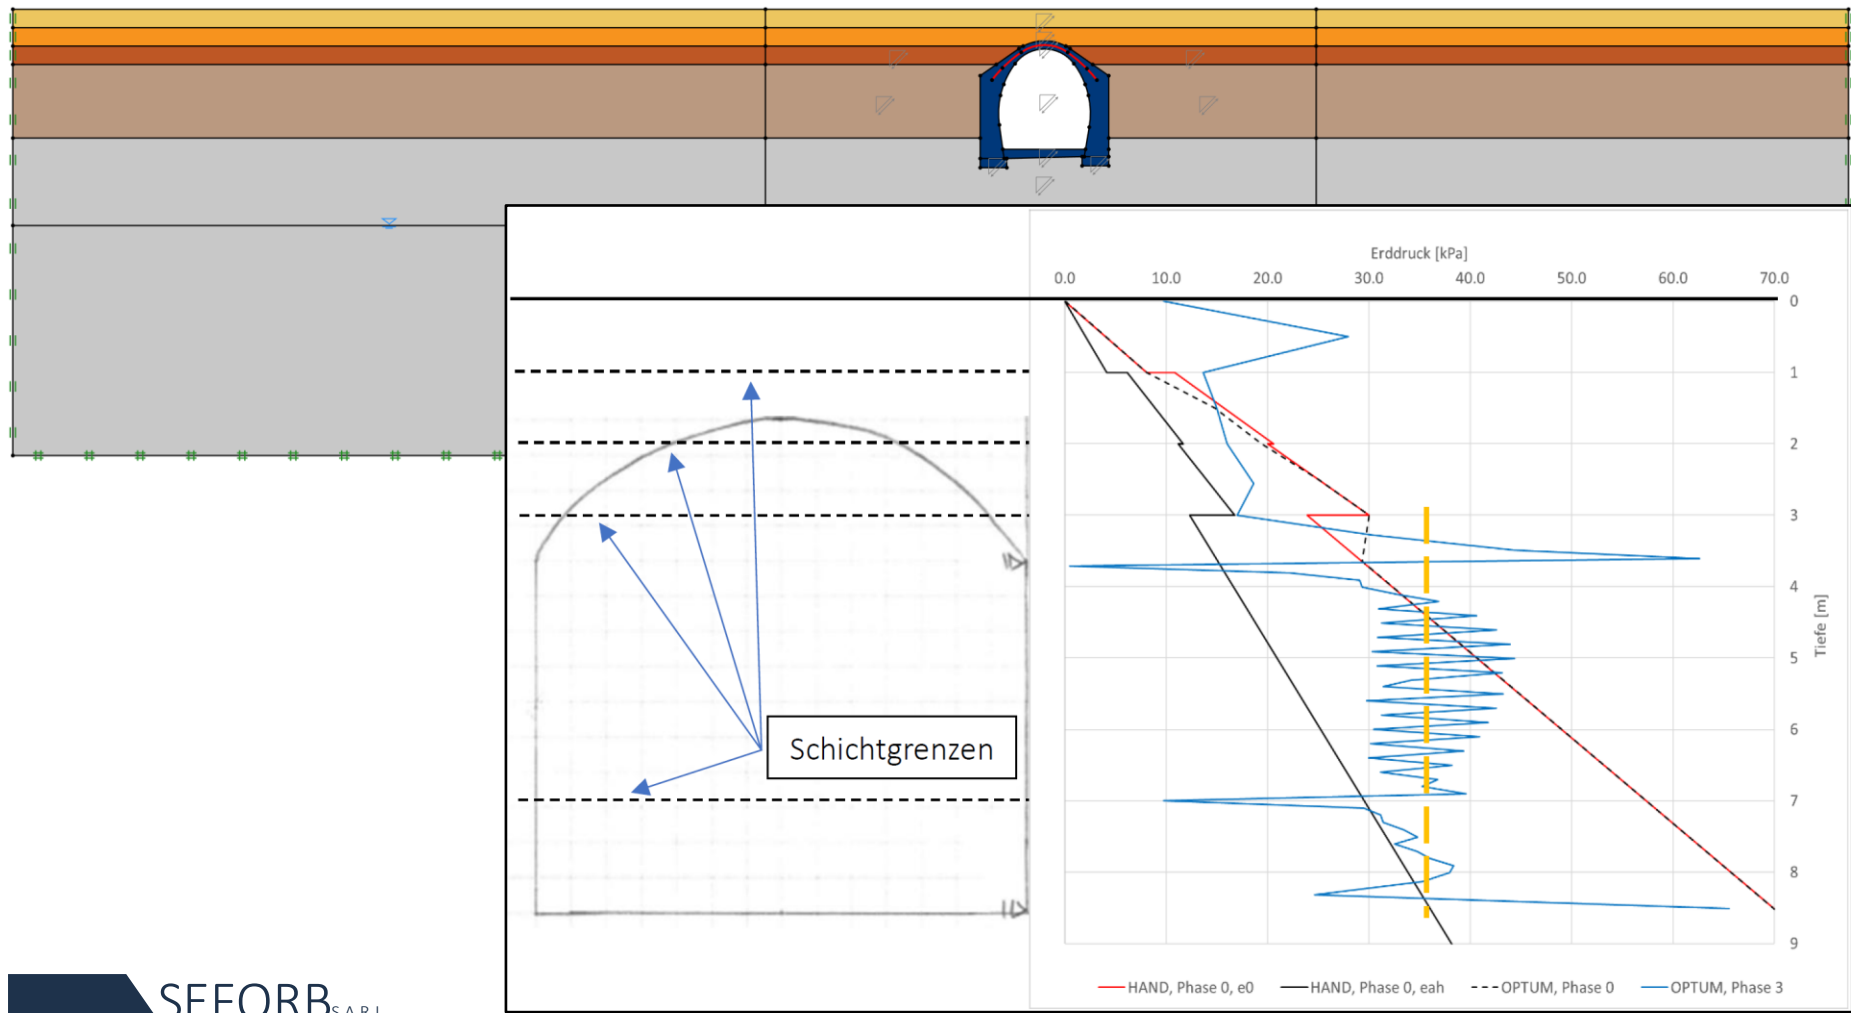 Erddruck [kPa]
0.0 10.0 20.0 30.0 40.0 50.0 60.0 70.0
0
1
2
3
4
5
6
7
8
9
Tiefe [m]
Schichtgrenzen
HAND, Phase 0, e0 HAND, Phase 0, eah OPTUM, Phase 0 OPTUM, Phase 3
SEFORB S.A R.L.